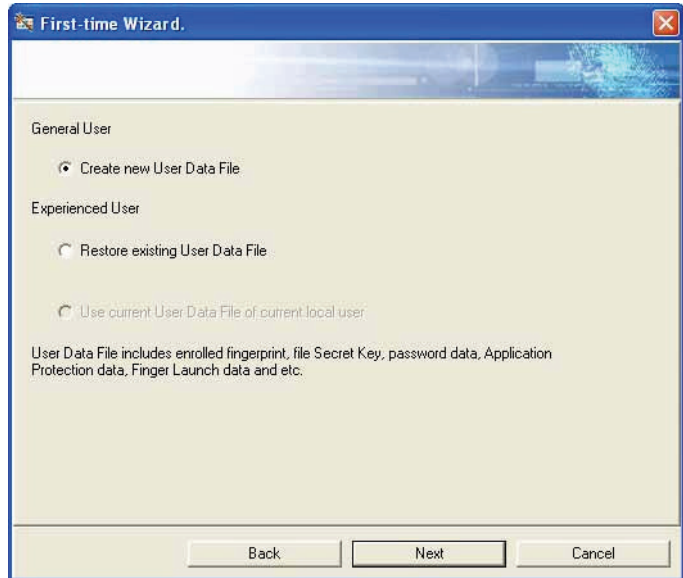 First-time Wizard.
General User
Create new User Data File
Experienced User
Restore existing User Data File
Use current User Data File of current local user
User Data File includes enrolled fingerprint, file Secret Key, password data, Application
Protection data, Finger Launch data and etc.
Back Next Cancel